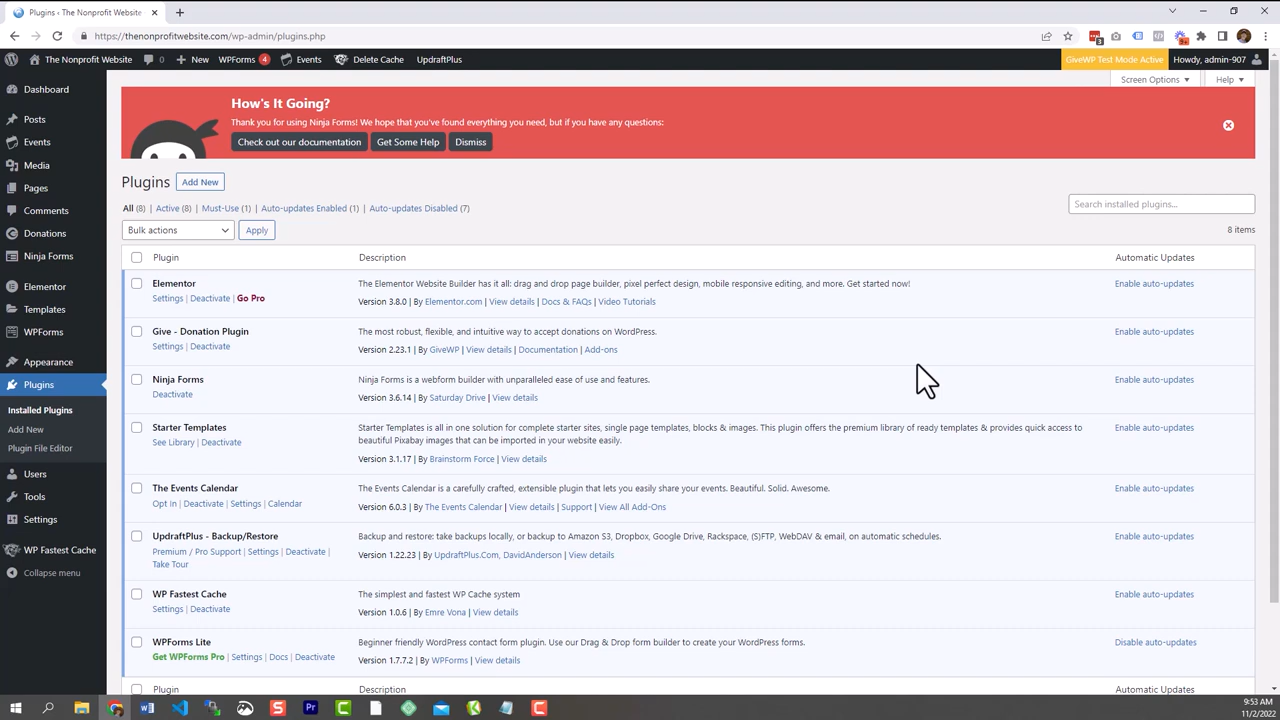 Plugins ‹ The Nonprofit Website
https://thenonprofitwebsite.com/wp-admin/plugins.php
3
9+
The Nonprofit Website 0 New WPForms 4 Events Delete Cache UpdraftPlus GiveWP Test Mode Active Howdy, admin-907
Screen Options Help
Dashboard
Posts
Events
Media
Pages
Comments
Donations
Ninja Forms
Elementor
Templates
WPForms
Appearance
Plugins
Installed Plugins
Add New
Plugin File Editor
Users
Tools
Settings
WP Fastest Cache
Collapse menu
How's It Going?
Thank you for using Ninja Forms! We hope that you've found everything you need, but if you have any questions:
Check out our documentation Get Some Help Dismiss
Plugins Add New
All (8) | Active (8) | Must-Use (1) | Auto-updates Enabled (1) | Auto-updates Disabled (7)
Search installed plugins...
Bulk actions Apply 8 items
Plugin Description Automatic Updates
Elementor The Elementor Website Builder has it all: drag and drop page builder, pixel perfect design, mobile responsive editing, and more. Get started now! Enable auto-updates
Settings | Deactivate | Go Pro Version 3.8.0 | By Elementor.com | View details | Docs & FAQs | Video Tutorials
Give - Donation Plugin The most robust, flexible, and intuitive way to accept donations on WordPress. Enable auto-updates
Settings | Deactivate Version 2.23.1 | By GiveWP | View details | Documentation | Add-ons
Ninja Forms Ninja Forms is a webform builder with unparalleled ease of use and features. Enable auto-updates
Deactivate Version 3.6.14 | By Saturday Drive | View details
Starter Templates Starter Templates is all in one solution for complete starter sites, single page templates, blocks & images. This plugin offers the premium library of ready templates & provides quick access to Enable auto-updates
See Library | Deactivate beautiful Pixabay images that can be imported in your website easily.
Version 3.1.17 | By Brainstorm Force | View details
The Events Calendar The Events Calendar is a carefully crafted, extensible plugin that lets you easily share your events. Beautiful. Solid. Awesome. Enable auto-updates
Opt In | Deactivate | Settings | Calendar Version 6.0.3 | By The Events Calendar | View details | Support | View All Add-Ons
UpdraftPlus - Backup/Restore Backup and restore: take backups locally, or backup to Amazon S3, Dropbox, Google Drive, Rackspace, (S)FTP, WebDAV & email, on automatic schedules. Enable auto-updates
Premium / Pro Support | Settings | Deactivate | Version 1.22.23 | By UpdraftPlus.Com, DavidAnderson | View details
Take Tour
WP Fastest Cache The simplest and fastest WP Cache system Enable auto-updates
Settings | Deactivate Version 1.0.6 | By Emre Vona | View details
WPForms Lite Beginner friendly WordPress contact form plugin. Use our Drag & Drop form builder to create your WordPress forms. Disable auto-updates
Get WPForms Pro | Settings | Docs | Deactivate Version 1.7.7.2 | By WPForms | View details
Plugin Description Automatic Updates
9:53 AM
11/2/2022